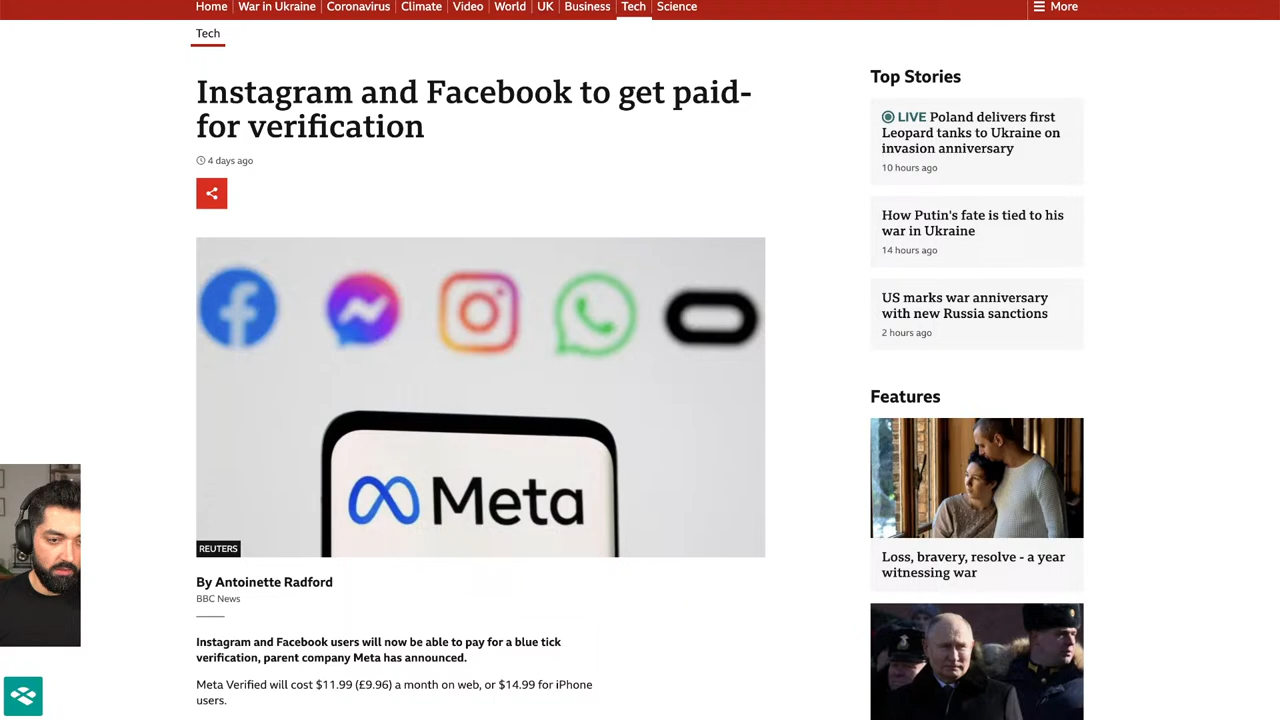 Home
War in Ukraine
Coronavirus
Climate
Video
World
UK
Business
Tech
Science
More
Tech
Instagram and Facebook to get paid-
for verification
4 days ago
Meta
REUTERS
By Antoinette Radford
BBC News
Instagram and Facebook users will now be able to pay for a blue tick
verification, parent company Meta has announced.
Meta Verified will cost $11.99 (£9.96) a month on web, or $14.99 for iPhone
users.
Top Stories
LIVE Poland delivers first
Leopard tanks to Ukraine on
invasion anniversary
10 hours ago
How Putin's fate is tied to his
war in Ukraine
14 hours ago
US marks war anniversary
with new Russia sanctions
2 hours ago
Features
Loss, bravery, resolve - a year
witnessing war